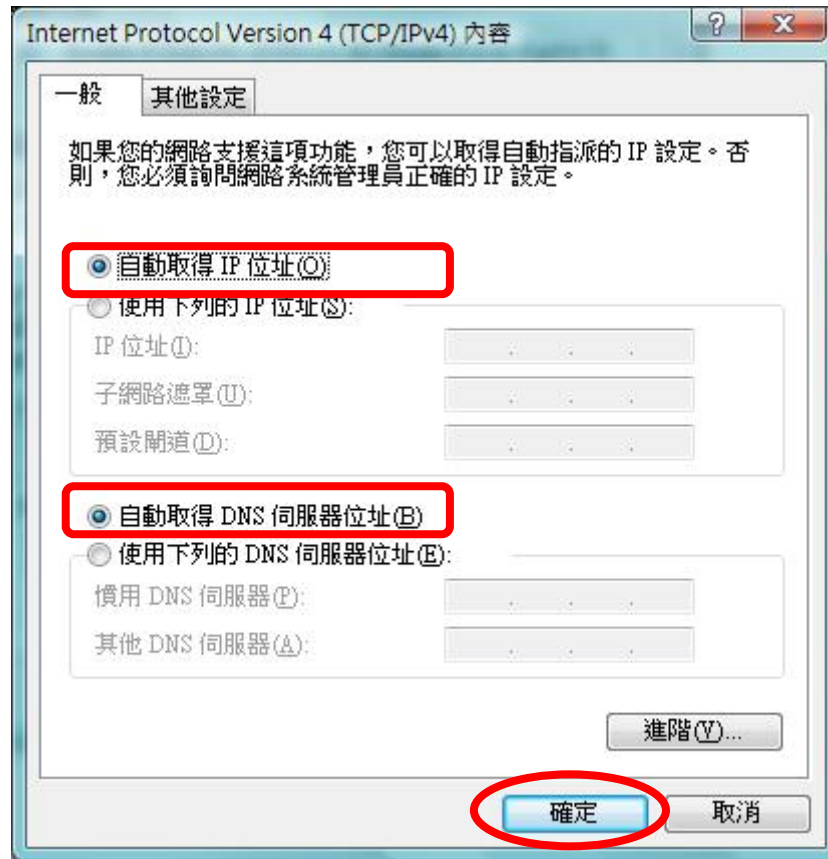 Internet Protocol Version 4 (TCP/IPv4) 內容
一般 其他設定
如果您的網路支援這項功能，您可以取得自動指派的 IP 設定。否
則，您必須詢問網路系統管理員正確的 IP 設定。
自動取得 IP 位址(O)
使用下列的 IP 位址(S):
IP 位址(I):
子網路遮罩(U):
預設閘道(D):
自動取得 DNS 伺服器位址(B)
使用下列的 DNS 伺服器位址(E):
慣用 DNS 伺服器(P):
其他 DNS 伺服器(A):
進階(V)...
確定 取消